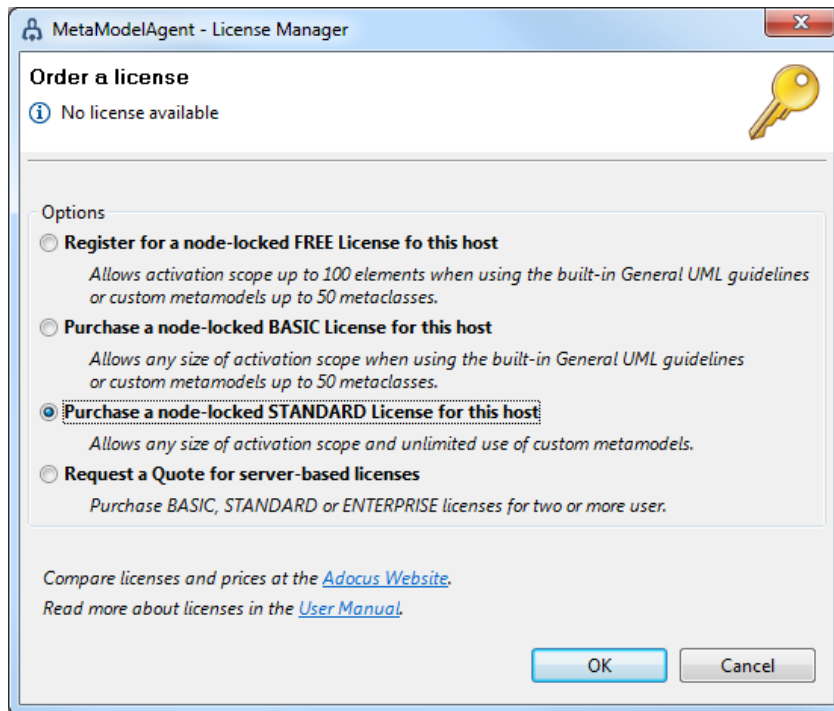 MetaModelAgent - License Manager
Order a license
No license available
Options
Register for a node-locked FREE License fo this host
Allows activation scope up to 100 elements when using the built-in General UML guidelines
or custom metamodels up to 50 metaclasses.
Purchase a node-locked BASIC License for this host
Allows any size of activation scope when using the built-in General UML guidelines
or custom metamodels up to 50 metaclasses.
Purchase a node-locked STANDARD License for this host
Allows any size of activation scope and unlimited use of custom metamodels.
Request a Quote for server-based licenses
Purchase BASIC, STANDARD or ENTERPRISE licenses for two or more user.
Compare licenses and prices at the Adocus Website.
Read more about licenses in the User Manual.
OK Cancel